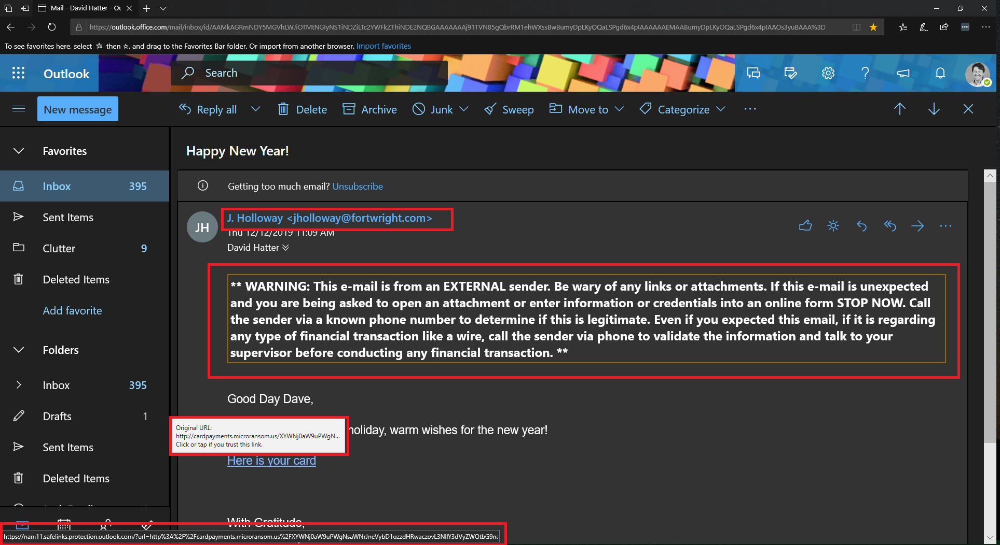 Mail - David Hatter - Ou
https://outlook.office.com/mail/inbox/id/AAMkAGRmNDY5MGVhLWJiOTMtNGIyNS1iNDZiLTc2YWFkZThiNDE2NQBGAAAAAAAj91TVN85gQbrRM1ehWXssBwBumyDpLKyOQaLSPgd6x4pIAAAAAAEMAABumyDpLKyOQaLSPgd6x4pIAAOs3yuBAAA%3D
To see favorites here, select then ☆, and drag to the Favorites Bar folder. Or import from another browser. Import favorites
Outlook
Search
New message
Reply all
Delete
Archive
Junk
Sweep
Move to
Categorize
Favorites
Inbox 395
Sent Items
Clutter 9
Deleted Items
Add favorite
Folders
Inbox 395
Drafts 1
Sent Items
Deleted Items
Happy New Year!
Getting too much email? Unsubscribe
JH
J. Holloway <jholloway@fortwright.com>
Thu 12/12/2019 11:09 AM
David Hatter
** WARNING: This e-mail is from an EXTERNAL sender. Be wary of any links or attachments. If this e-mail is unexpected
and you are being asked to open an attachment or enter information or credentials into an online form STOP NOW. Call
the sender via a known phone number to determine if this is legitimate. Even if you expected this email, if it is regarding
any type of financial transaction like a wire, call the sender via phone to validate the information and talk to your
supervisor before conducting any financial transaction. **
Good Day Dave,
holiday, warm wishes for the new year!
Original URL:
http://cardpayments.microransom.us/XYWNj0aW9uPWgN...
Click or tap if you trust this link.
Here is your card
With Gratitude,
https://nam11.safelinks.protection.outlook.com/?url=http%3A%2F%2Fcardpayments.microransom.us%2FXYWNj0aW9uPWgNsaWNrJneVybD1ozzdHRwaczovL3NIlY3dVyZWQtbG9na